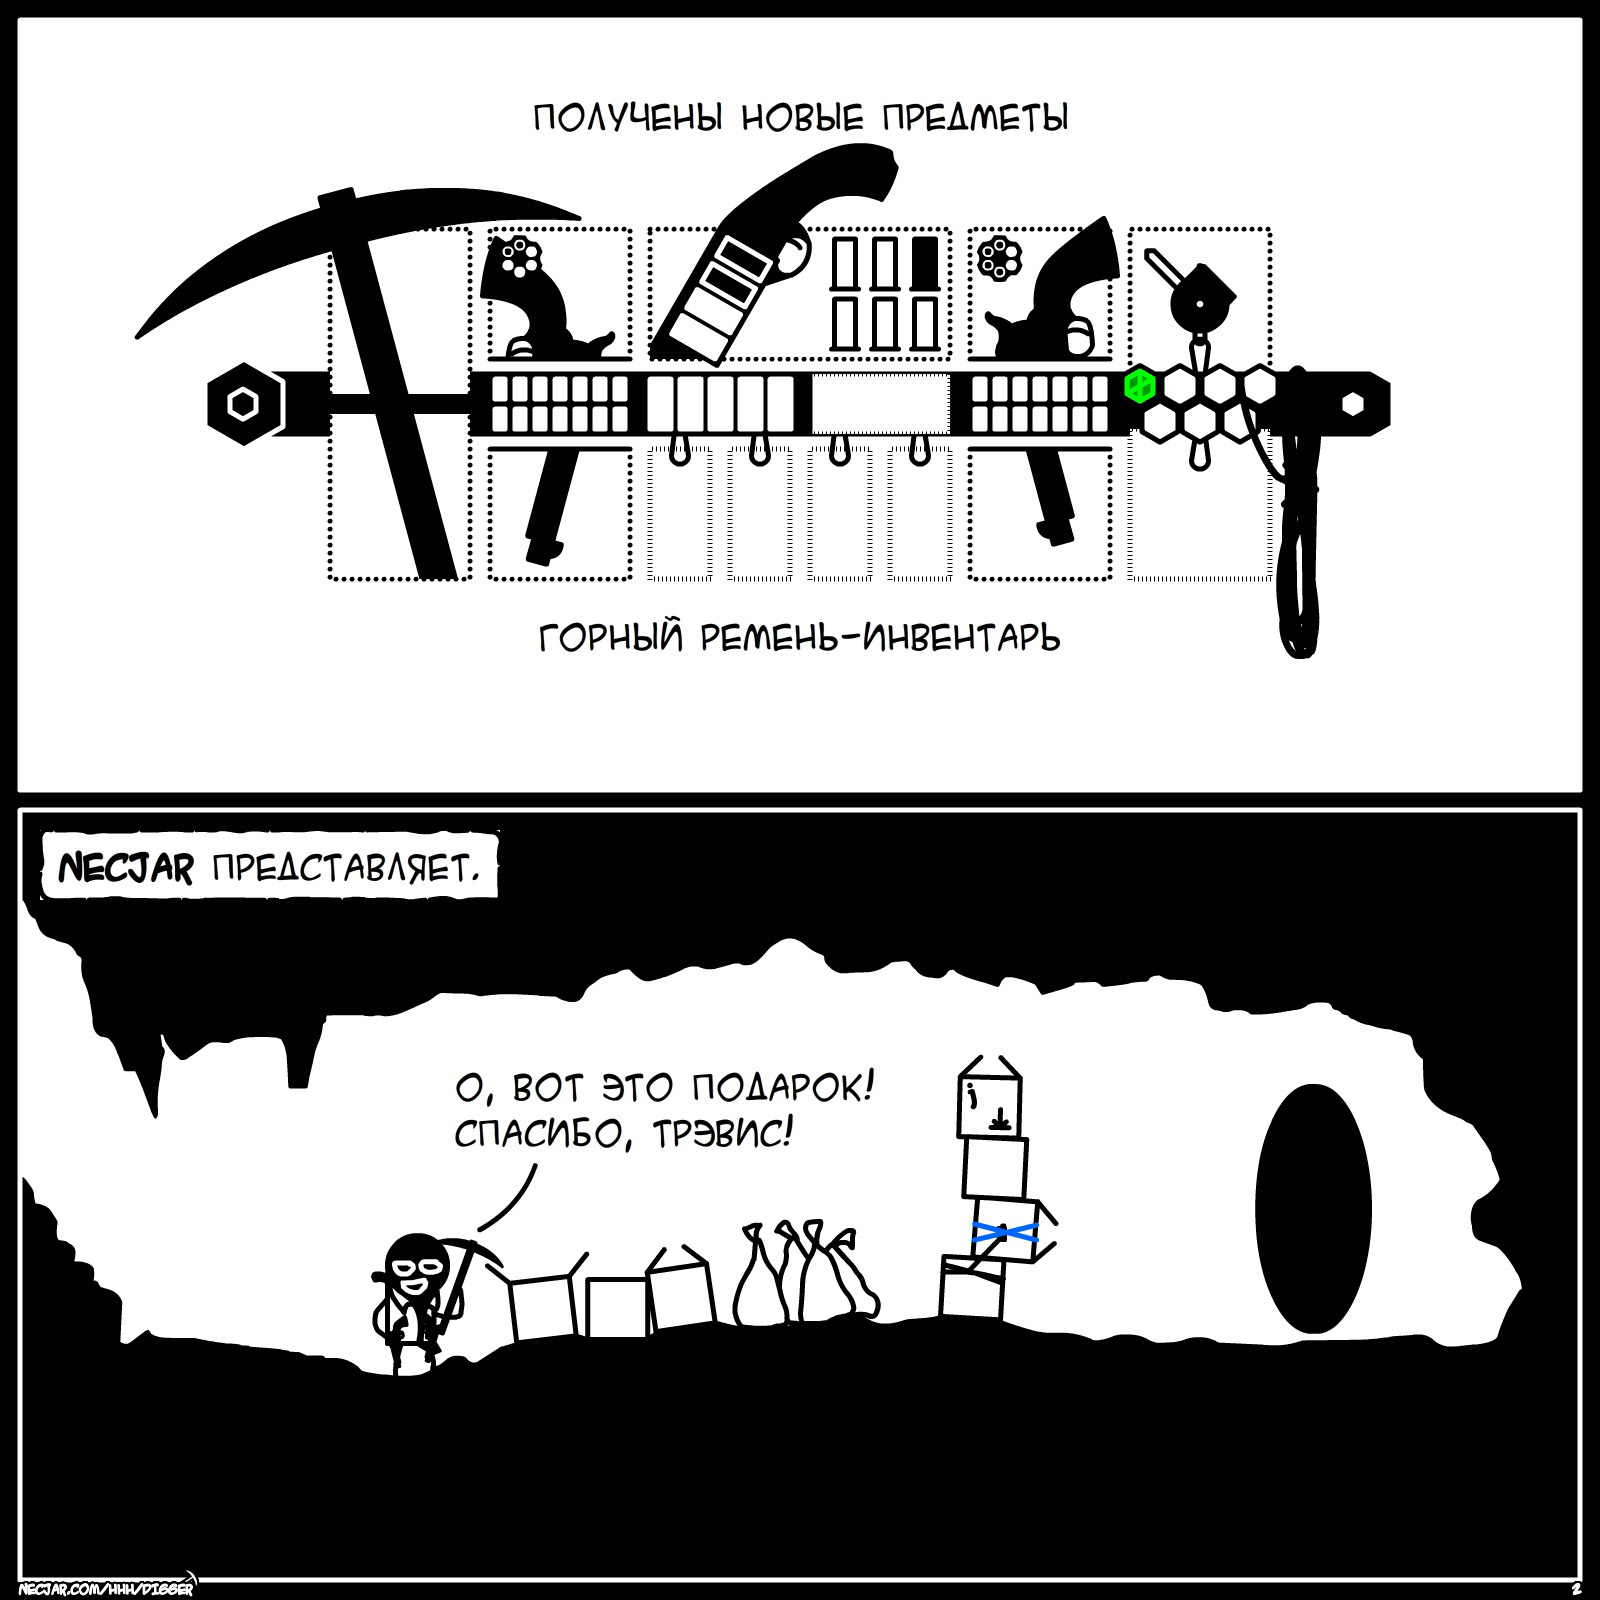 ПОЛУЧЕНЫ НОВЫЕ ПРЕДМЕТЫ
ГОРНЫЙ РЕМЕНЬ-ИНВЕНТАРЬ
NECJAR ПРЕДСТАВЛЯЕТ.
О, ВОТ ЭТО ПОДАРОК!
СПАСИБО, ТРЭВИС!
NECJAR.COM/HHH/DIGGER
2